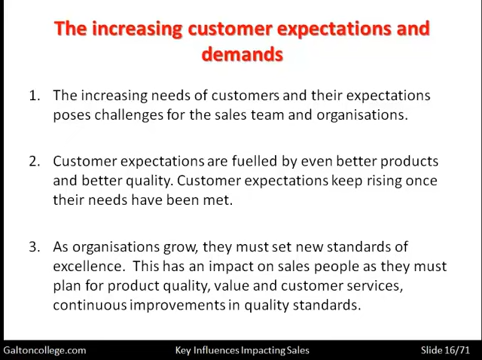 The increasing customer expectations and
demands
1. The increasing needs of customers and their expectations
poses challenges for the sales team and organisations.
2. Customer expectations are fuelled by even better products
and better quality. Customer expectations keep rising once
their needs have been met.
3. As organisations grow, they must set new standards of
excellence. This has an impact on sales people as they must
plan for product quality, value and customer services,
continuous improvements in quality standards.
Galtoncollege.com Key Influences Impacting Sales Slide 16/71